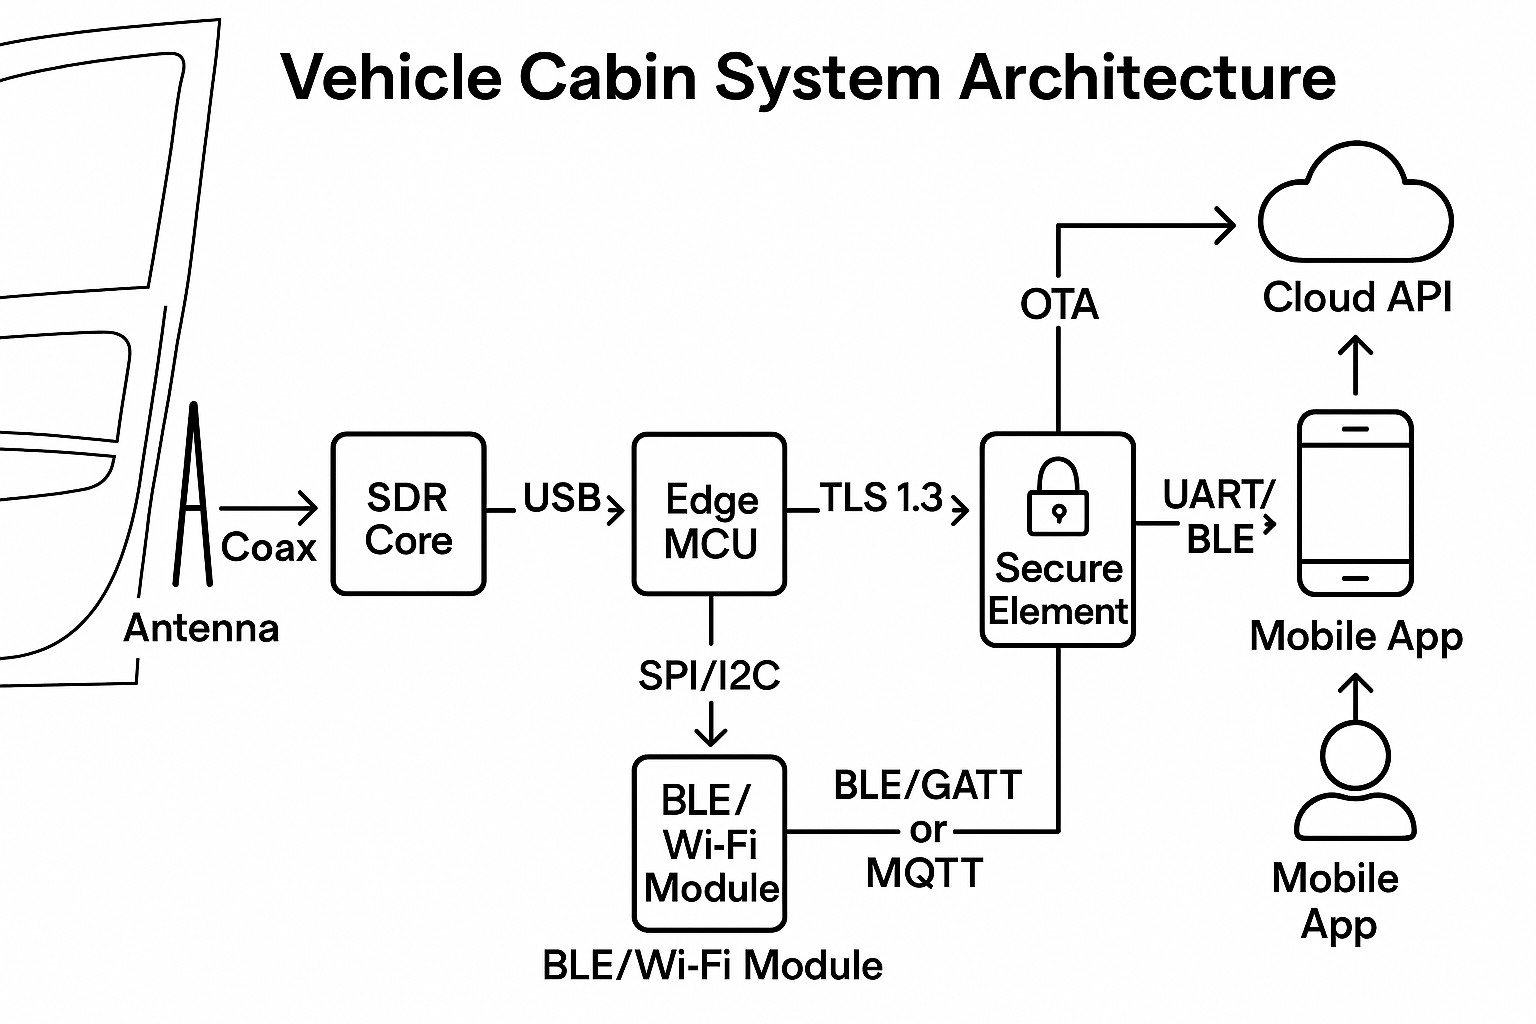 Vehicle Cabin System Architecture
Cloud API
OTA
Antenna
Coax
SDR
Core
USB
Edge
MCU
TLS 1.3
Secure
Element
UART/
BLE
Mobile App
SPI/I2C
BLE/
Wi-Fi
Module
BLE/Wi-Fi Module
BLE/GATT
or
MQTT
Mobile
App